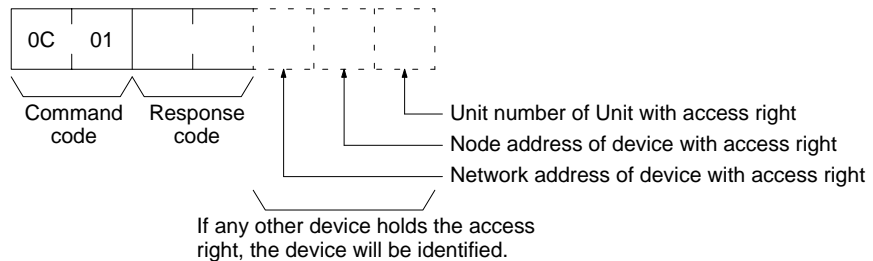 0C 01
Command code
Response code
Unit number of Unit with access right
Node address of device with access right
Network address of device with access right
If any other device holds the access
right, the device will be identified.